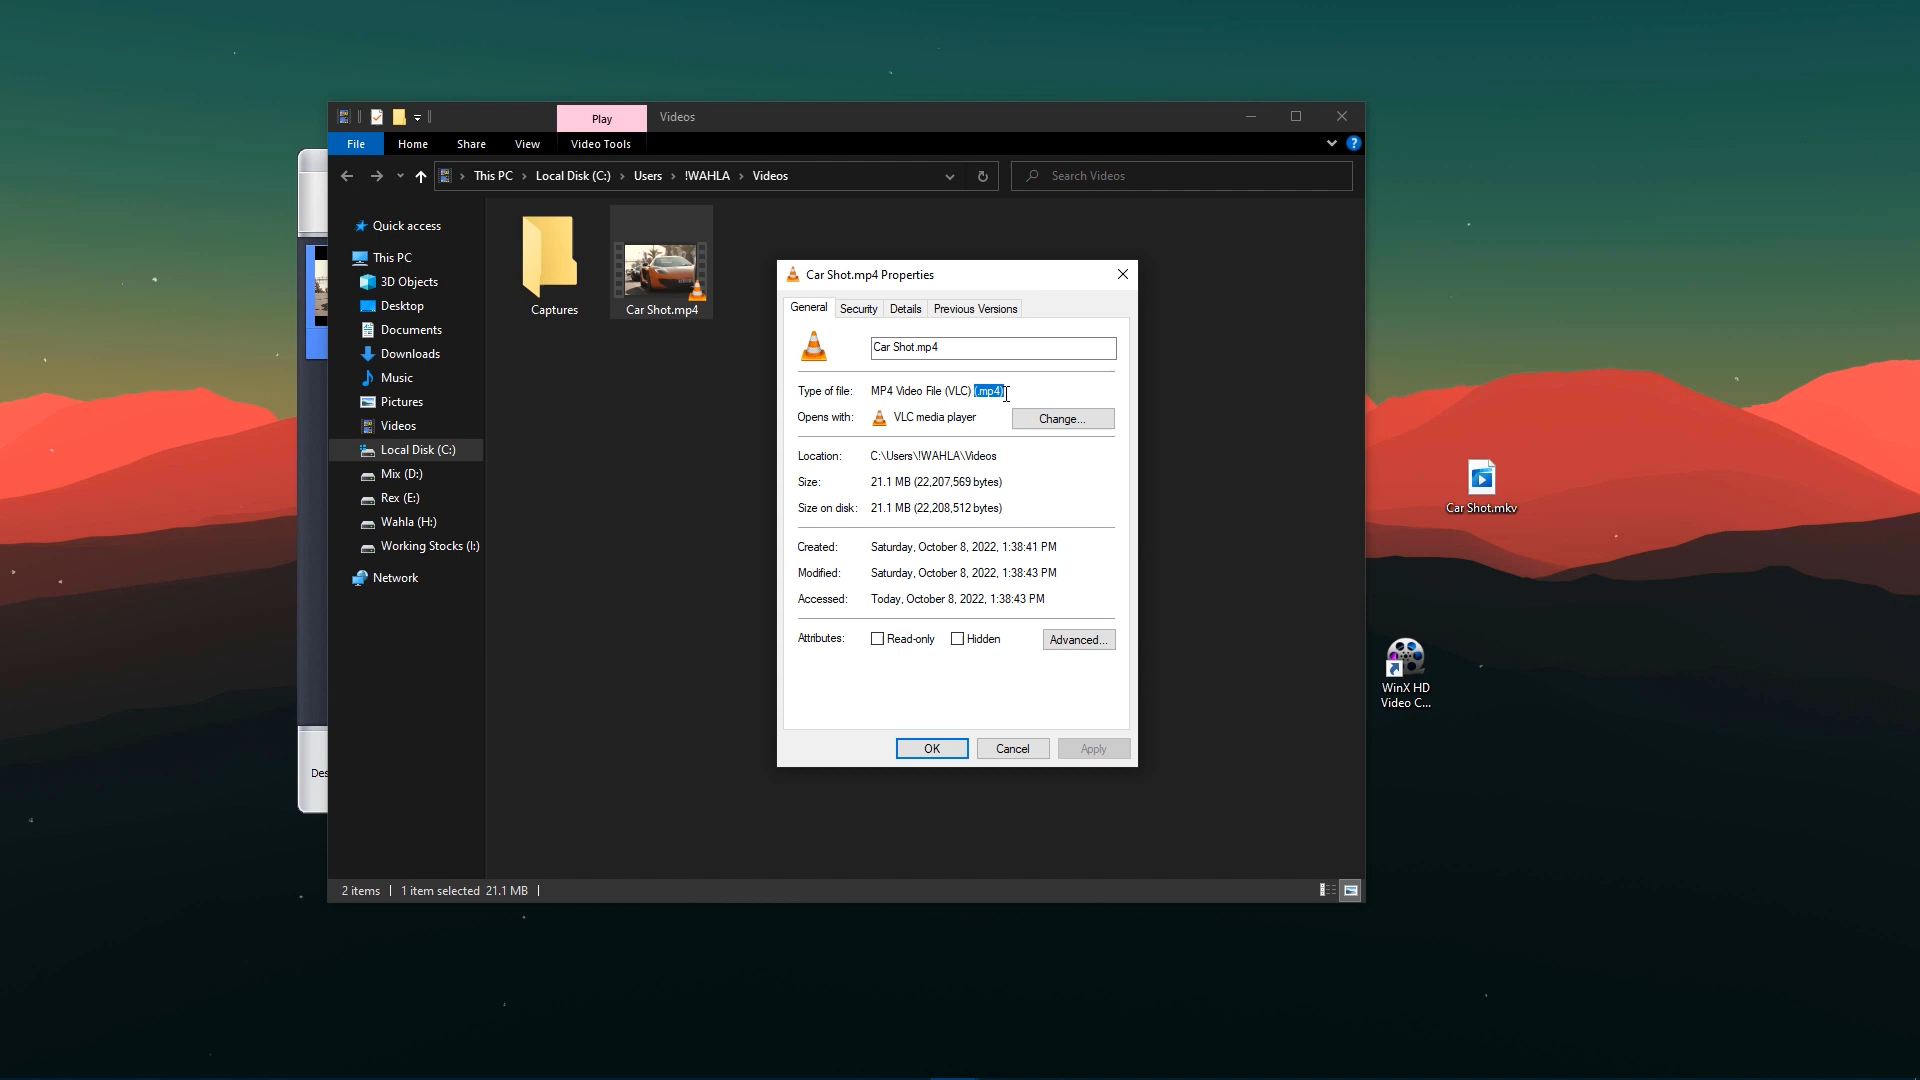 Play
Videos
File
Home
Share
View
Video Tools
?
This PC
Local Disk (C:)
Users
!WAHLA
Videos
Search Videos
Quick access
This PC
3D Objects
Desktop
Documents
Downloads
Music
Pictures
Videos
Local Disk (C:)
Mix (D:)
Rex (E:)
Wahla (H:)
Working Stocks (I:)
Network
Captures
Car Shot.mp4
Car Shot.mp4 Properties
General
Security
Details
Previous Versions
Car Shot.mp4
Type of file: MP4 Video File (VLC) (.mp4)
Opens with: VLC media player
Change...
Location: C:\Users\!WAHLA\Videos
Size: 21.1 MB (22,207,569 bytes)
Size on disk: 21.1 MB (22,208,512 bytes)
Created: Saturday, October 8, 2022, 1:38:41 PM
Modified: Saturday, October 8, 2022, 1:38:43 PM
Accessed: Today, October 8, 2022, 1:38:43 PM
Attributes: Read-only Hidden
Advanced...
OK
Cancel
Apply
Car Shot.mkv
WinX HD
Video C...
Des
2 items
1 item selected 21.1 MB